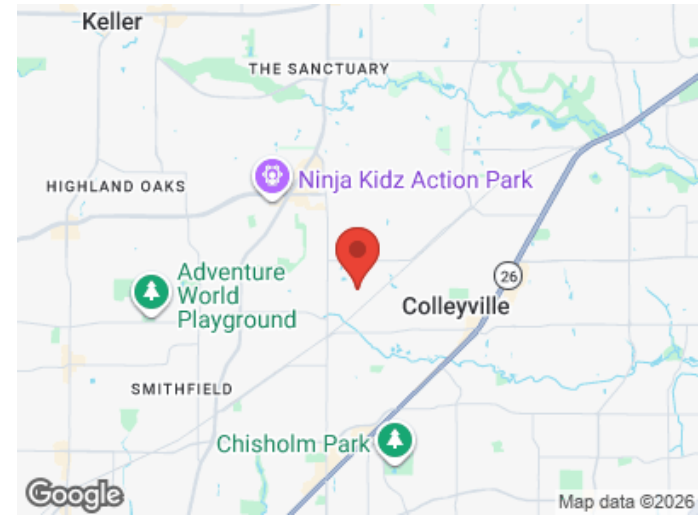 Keller
THE SANCTUARY
Ninja Kidz Action Park
HIGHLAND OAKS
Adventure
World
Playground
26
Colleyville
SMITHFIELD
Chisholm Park
Google
Map data ©2026